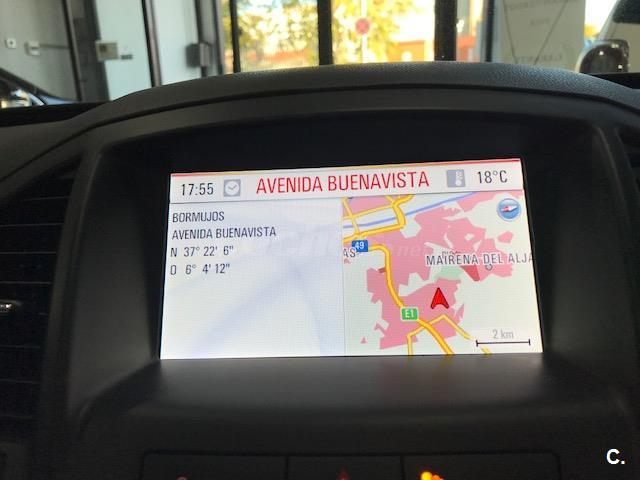 17:55 AVENIDA BUENAVISTA 18°C
BORMUJOS
AVENIDA BUENAVISTA
N 37° 22' 6"
O 6° 4' 12"
49
AS
MAIRENA DEL ALJA
E1
2 km
C.